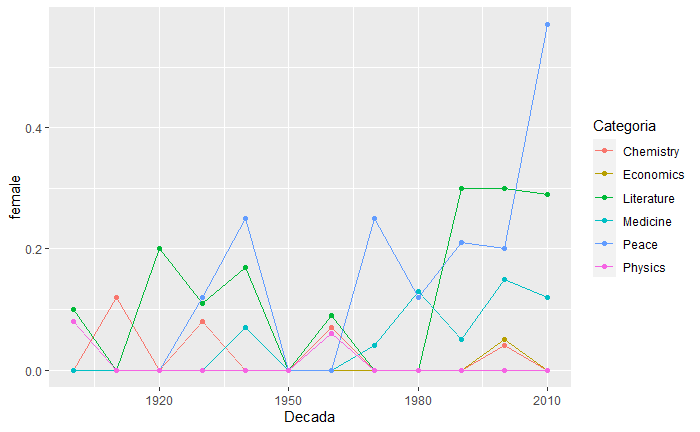 female
0.4
0.2
0.0
1920
1950
1980
2010
Decada
Categoria
Chemistry
Economics
Literature
Medicine
Peace
Physics